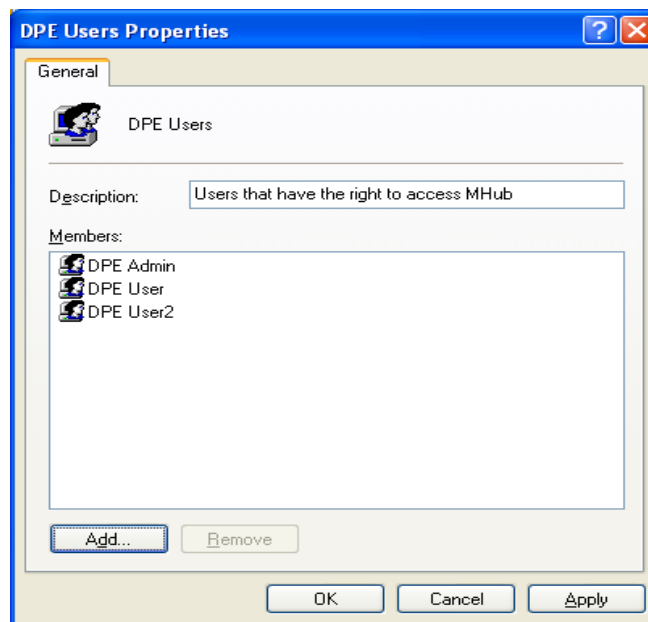 DPE Users Properties
General
DPE Users
Description: Users that have the right to access MHub
Members:
DPE Admin
DPE User
DPE User2
Add... Remove
OK Cancel Apply